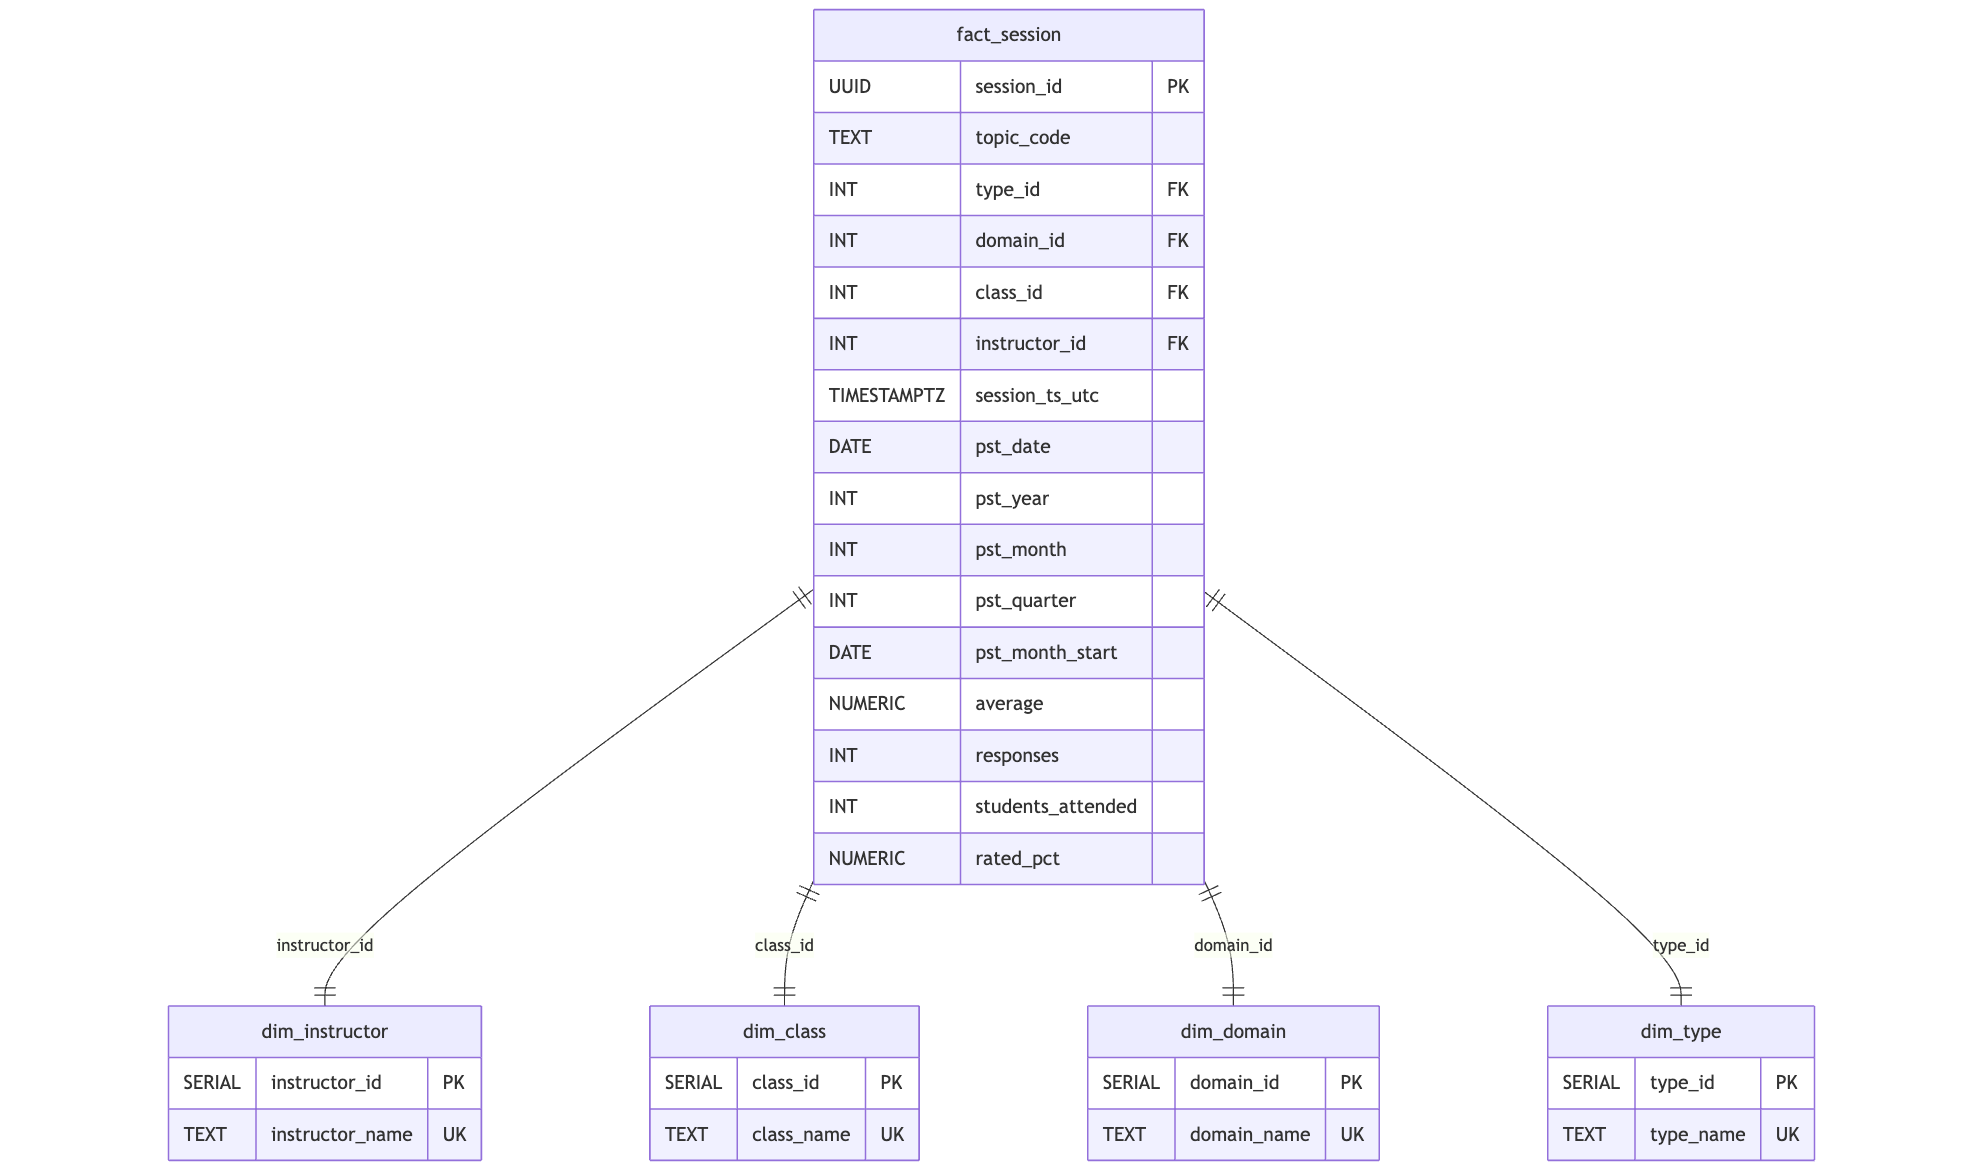 fact_session
UUID session_id PK
TEXT topic_code
INT type_id FK
INT domain_id FK
INT class_id FK
INT instructor_id FK
TIMESTAMPTZ session_ts_utc
DATE pst_date
INT pst_year
INT pst_month
INT pst_quarter
DATE pst_month_start
NUMERIC average
INT responses
INT students_attended
NUMERIC rated_pct
instructor_id
class_id
domain_id
type_id
dim_instructor
SERIAL instructor_id PK
TEXT instructor_name UK
dim_class
SERIAL class_id PK
TEXT class_name UK
dim_domain
SERIAL domain_id PK
TEXT domain_name UK
dim_type
SERIAL type_id PK
TEXT type_name UK